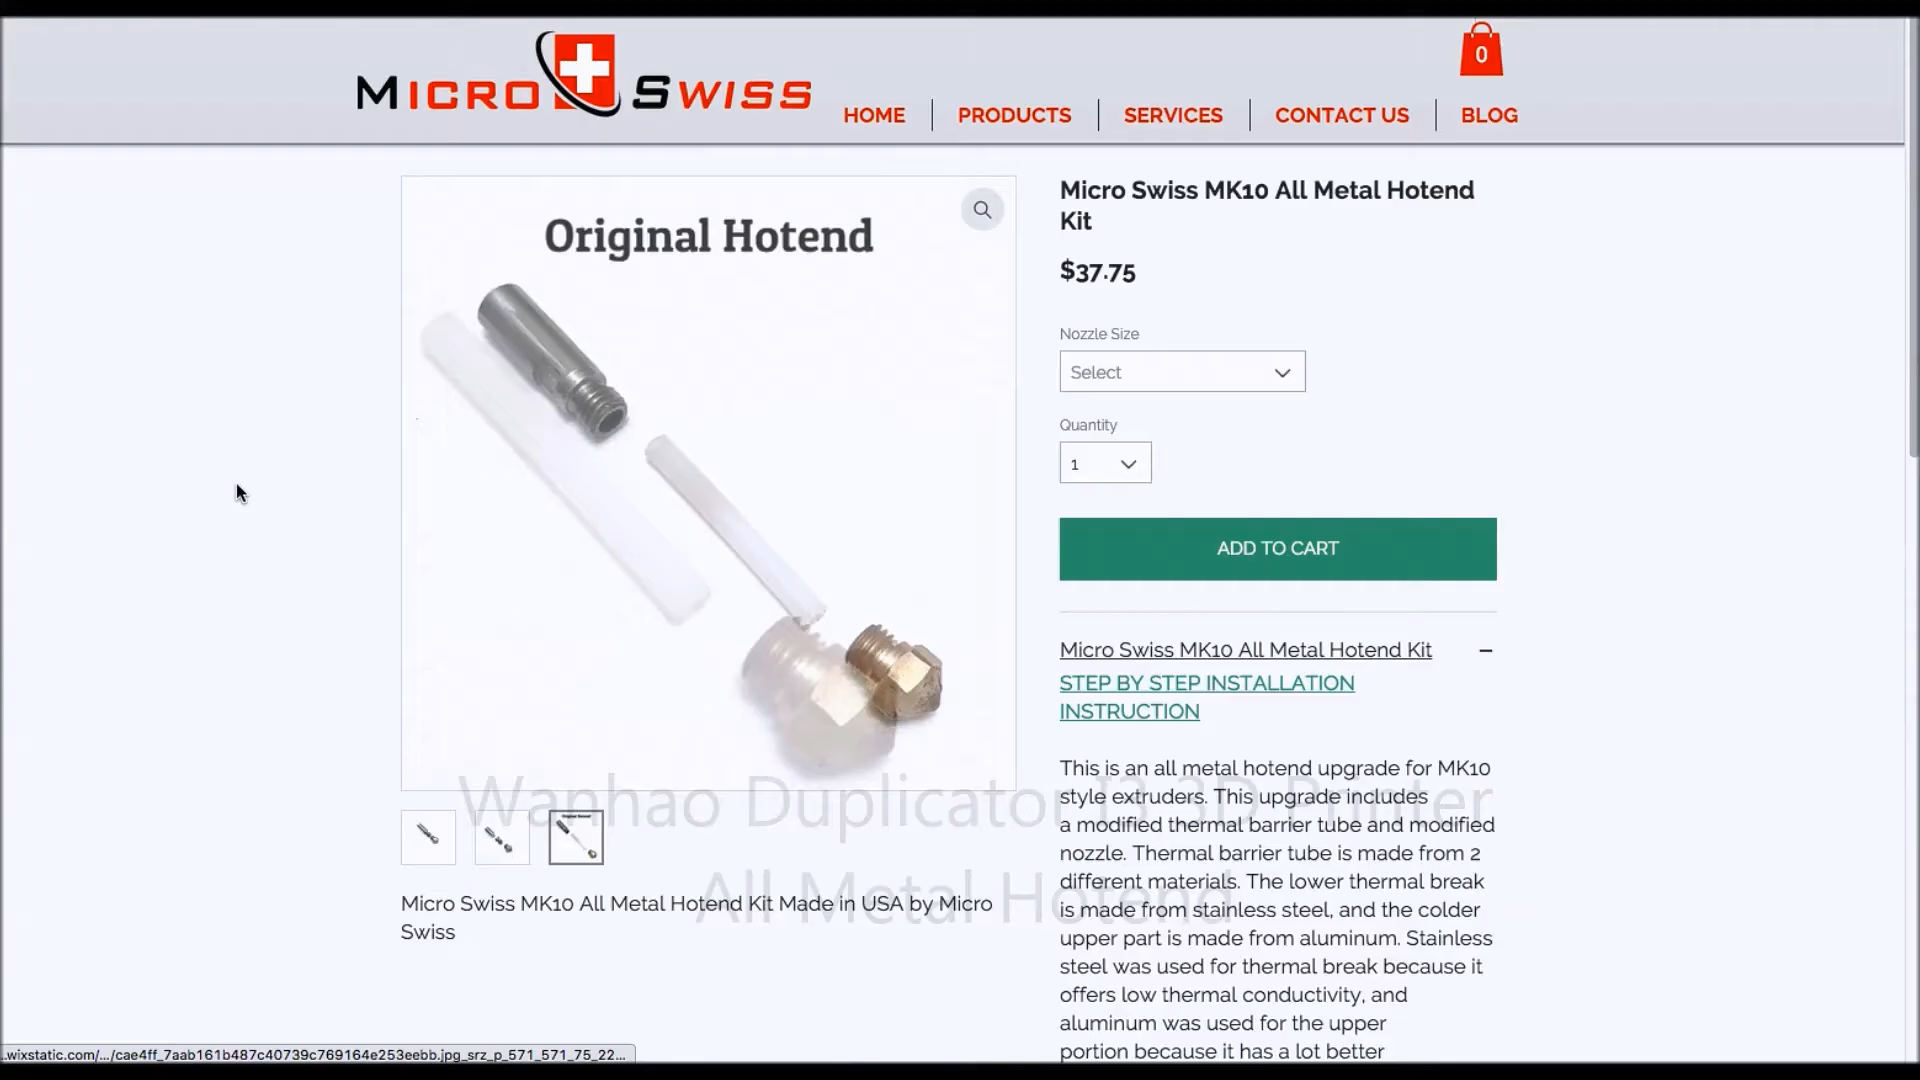 MICRO SWISS
0
HOME
PRODUCTS
SERVICES
CONTACT US
BLOG
Original Hotend
Micro Swiss MK10 All Metal Hotend
Kit
$37.75
Nozzle Size
Select
Quantity
1
ADD TO CART
Micro Swiss MK10 All Metal Hotend Kit
STEP BY STEP INSTALLATION
INSTRUCTION
This is an all metal hotend upgrade for MK10
style extruders. This upgrade includes
a modified thermal barrier tube and modified
nozzle. Thermal barrier tube is made from 2
different materials. The lower thermal break
is made from stainless steel, and the colder
upper part is made from aluminum. Stainless
steel was used for thermal break because it
offers low thermal conductivity, and
aluminum was used for the upper
portion because it has a lot better
Wanhao Duplicator I3 3D Printer
All Metal Hotend
Micro Swiss MK10 All Metal Hotend Kit Made in USA by Micro
Swiss
...wixstatic.com/.../cae4ff_7aab161b487c40739c769164e253eebb.jpg_srz_p_571_571_75_22...